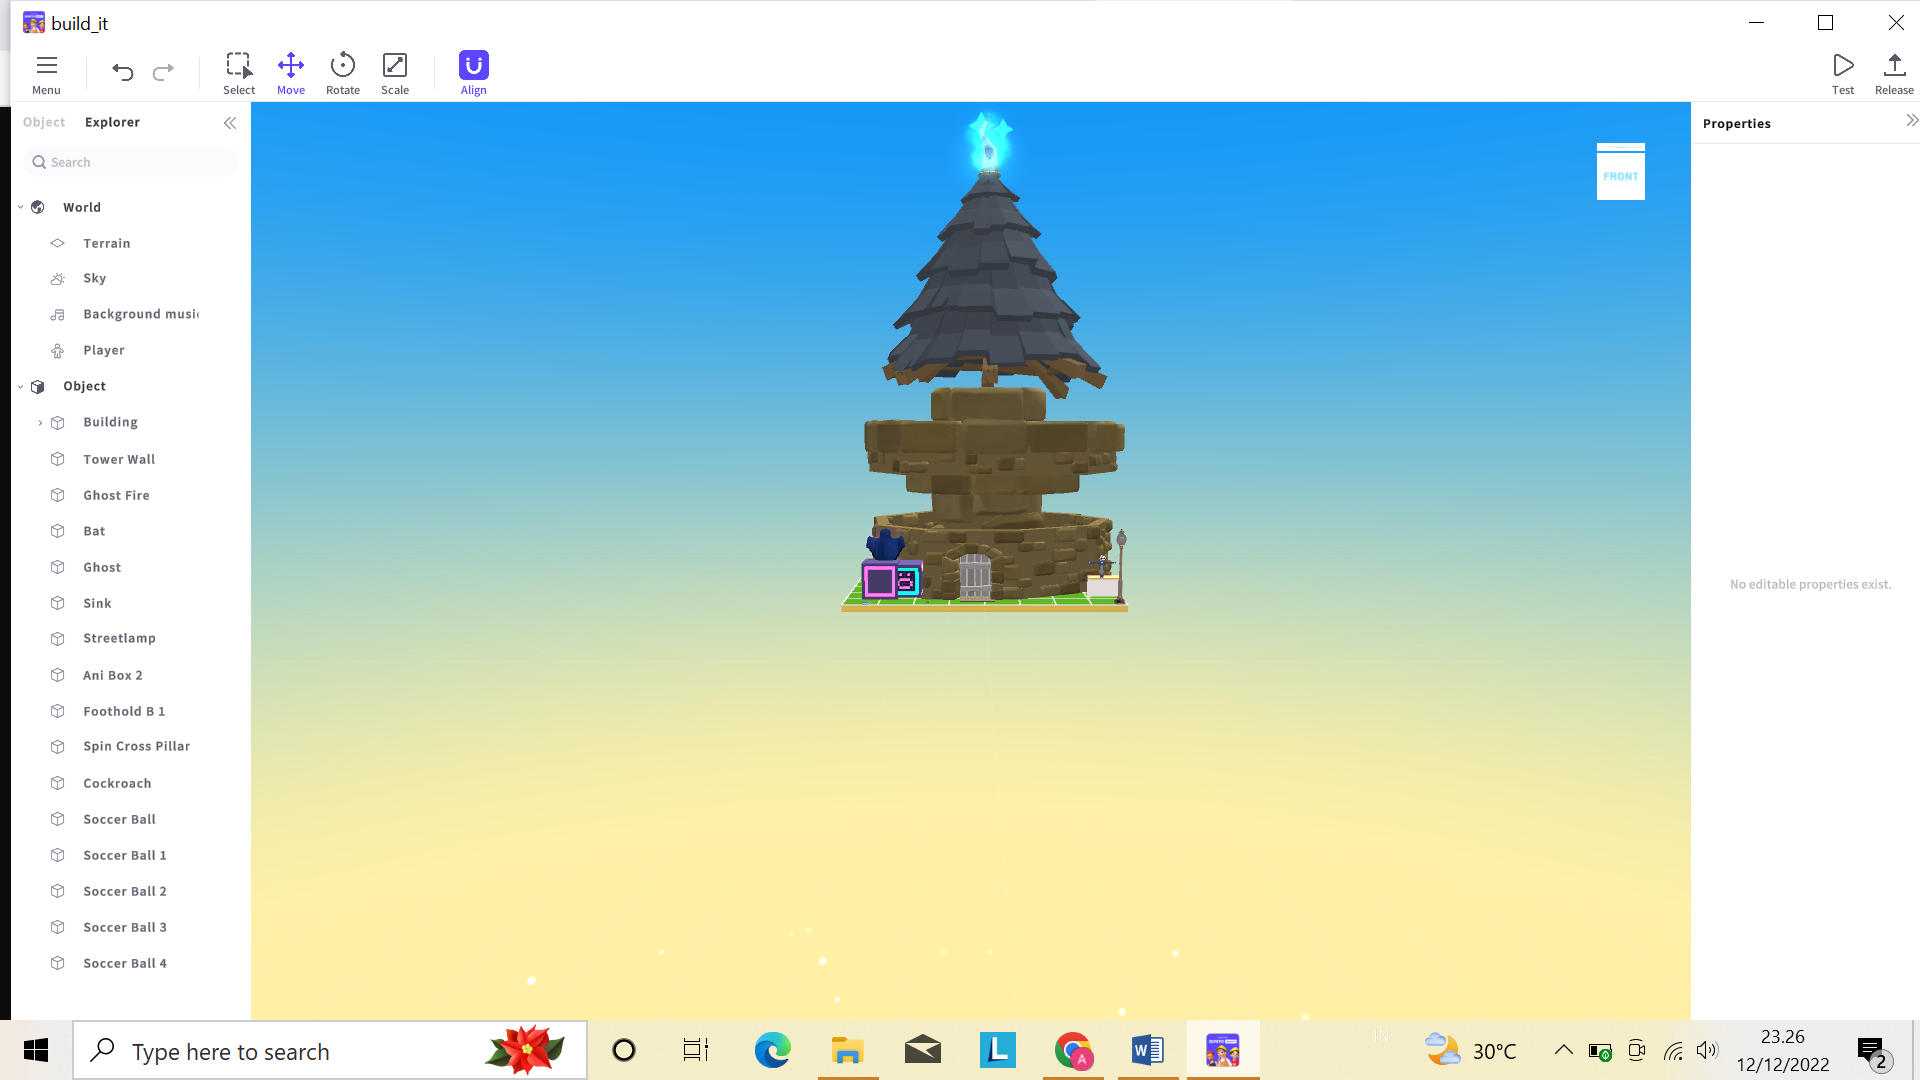 build_it
Menu
Select
Move
Rotate
Scale
Align
Test
Release
Object
Explorer
Properties
Search
FRONT
World
Terrain
Sky
Background musi
Player
Object
Building
Tower Wall
Ghost Fire
Bat
Ghost
Sink
Streetlamp
Ani Box 2
Foothold B 1
Spin Cross Pillar
Cockroach
Soccer Ball
Soccer Ball 1
Soccer Ball 2
Soccer Ball 3
Soccer Ball 4
No editable properties exist.
Type here to search
L
A
W
IN
30°C
23.26
12/12/2022
2